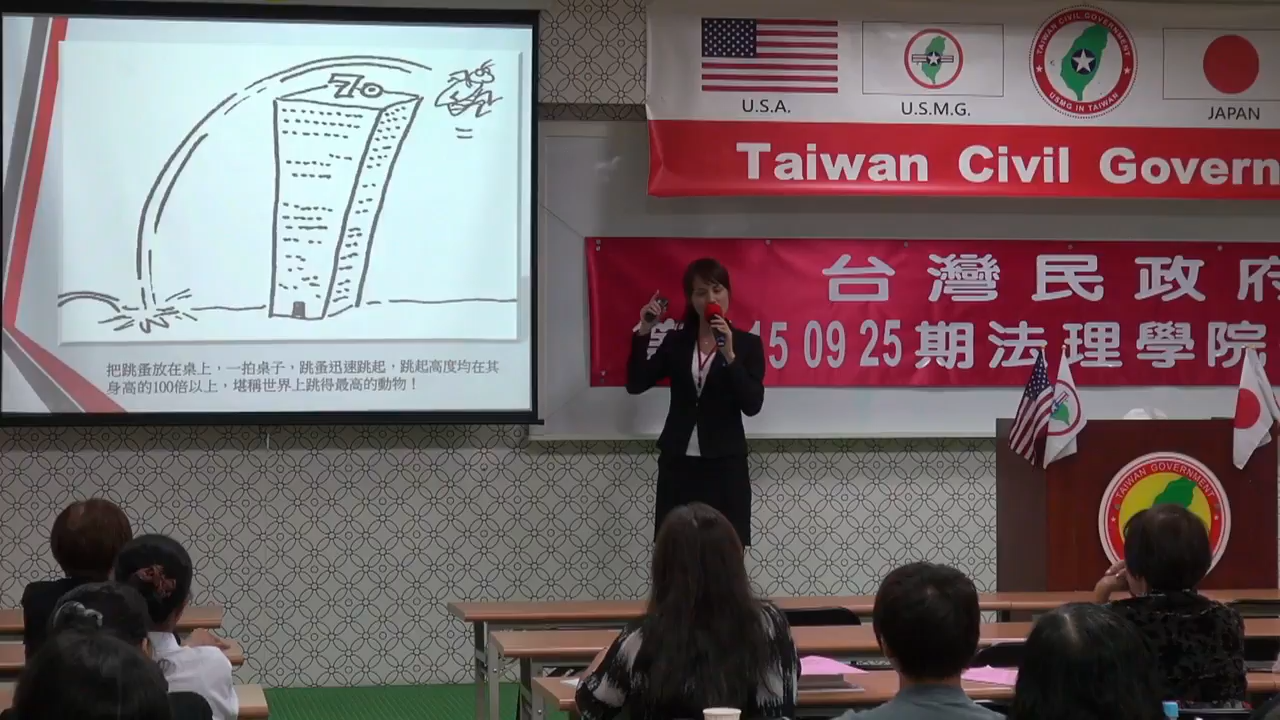 70
把跳蚤放在桌上，一拍桌子，跳蚤迅速跳起，跳起高度均在其
身高的100倍以上，堪稱世界上跳得最高的動物！
U.S.A.
U.S.M.G.
TAIWAN CIVIL GOVERNMENT
USMG IN TAIWAN
JAPAN
Taiwan Civil Govern
台灣民政府
15 09 25 期法理學院
TAIWAN GOVERNMENT